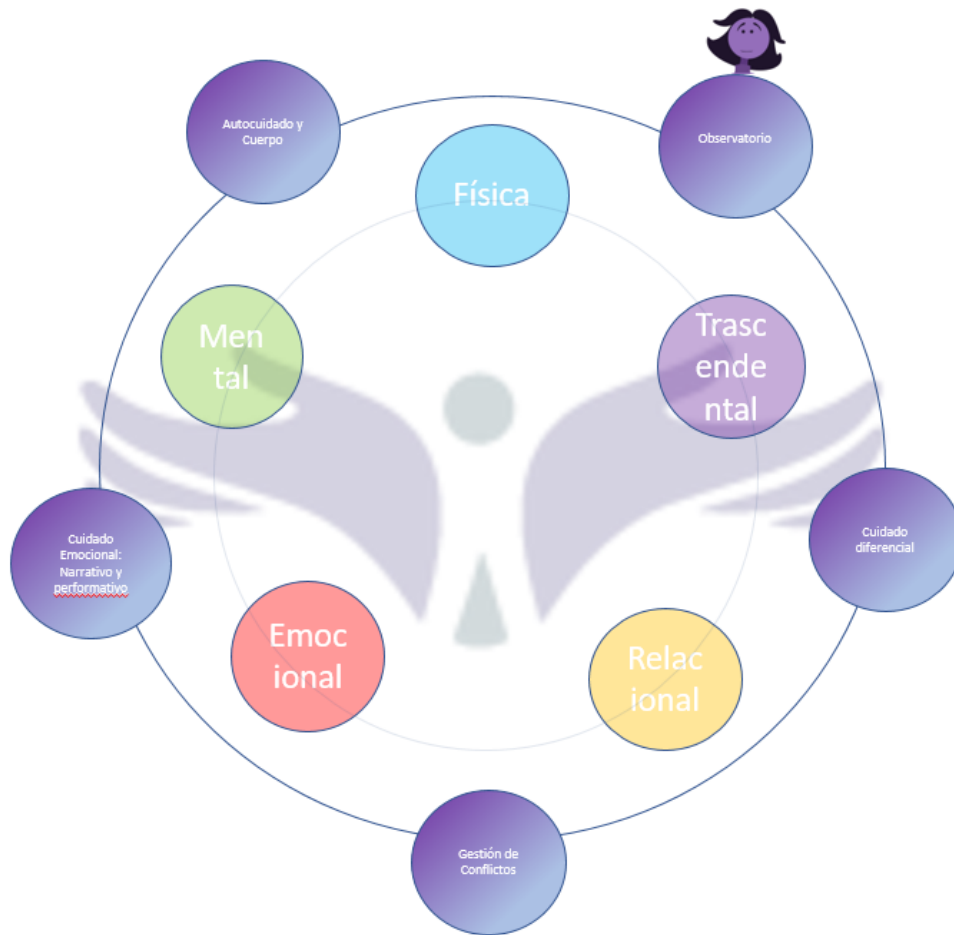 Autocuidado y
Cuerpo
Observatorio
Física
Men
tal
Trasc
ende
ntal
Cuidado
Emocional:
Narrativo y
performativo
Cuidado
diferencial
Emoc
ional
Relac
ional
Gestión de
Conflictos